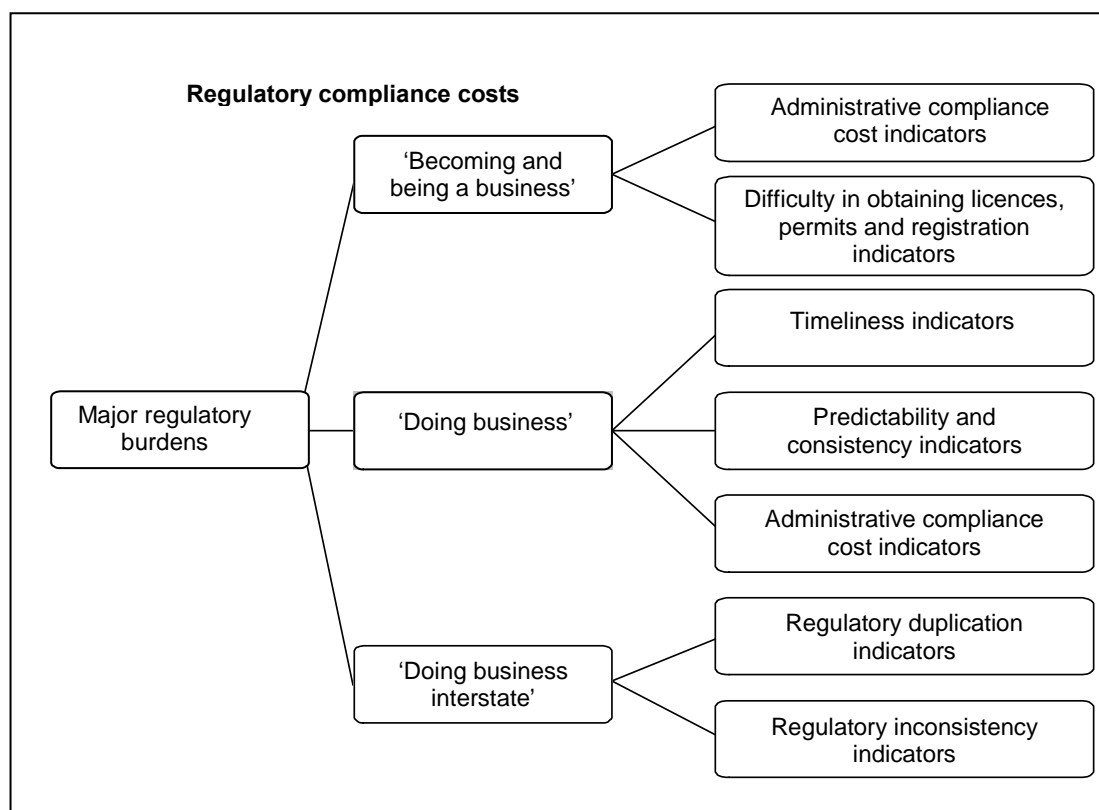 Regulatory compliance costs
‘Becoming and
being a business’
Administrative compliance
cost indicators
Difficulty in obtaining licences,
permits and registration
indicators
Major regulatory
burdens
‘Doing business’
Timeliness indicators
Predictability and
consistency indicators
Administrative compliance
cost indicators
‘Doing business
interstate’
Regulatory duplication
indicators
Regulatory inconsistency
indicators